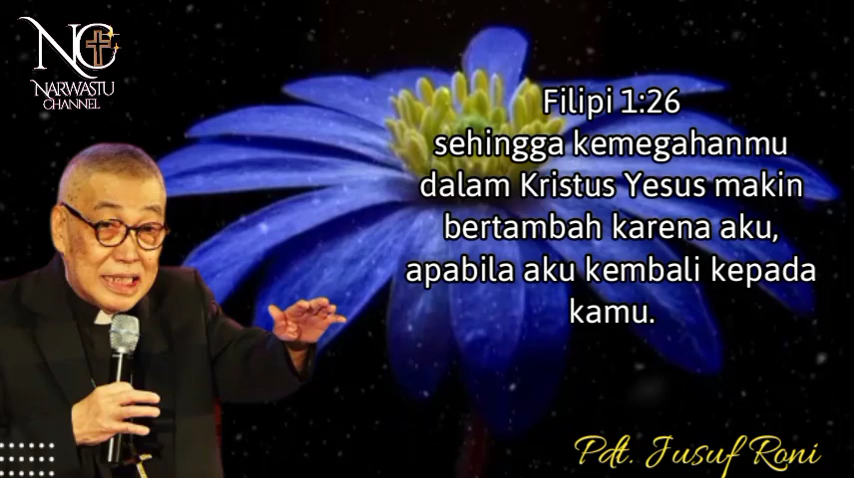 NC
NARWASTU
CHANNEL
Filipi 1:26
sehingga kemegahanmu
dalam Kristus Yesus makin
bertambah karena aku,
apabila aku kembali kepada
kamu.
Pdt. Jusuf Roni